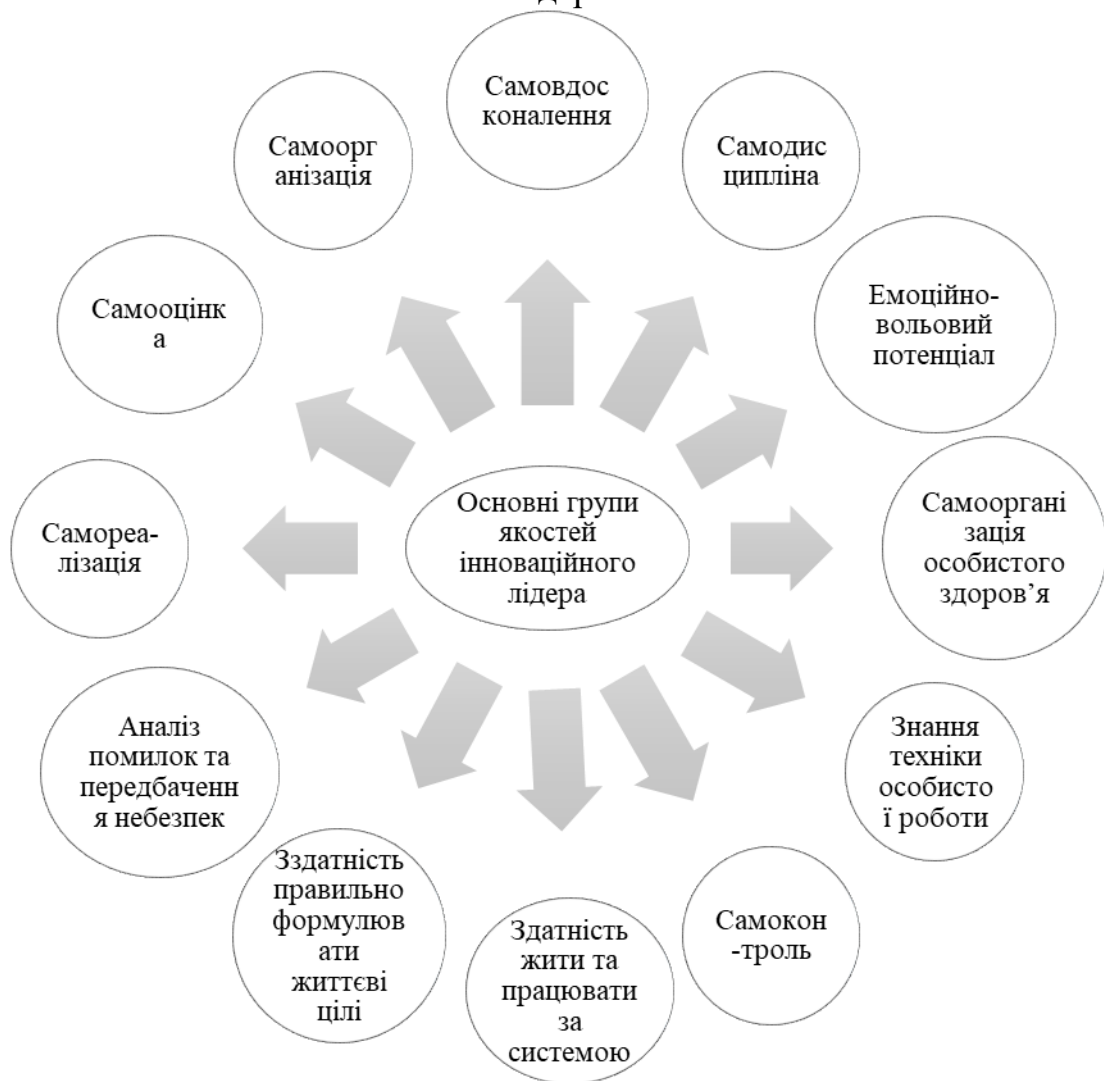 Самовдос
коналення
Самодис
ципліна
Емоційно-
вольовий
потенціал
Самооргані
зація
особистого
здоров’я
Знання
техніки
особисто
ї роботи
Самокон
-троль
Здатність
жити та
працювати
за
системою
Зздатність
правильно
формулюв
ати
життєві
цілі
Аналіз
помилок та
передбаченн
я небезпек
Самореа-
лізація
Самооцінк
а
Самоорг
анізація
Основні групи
якостей
інноваційного
лідера